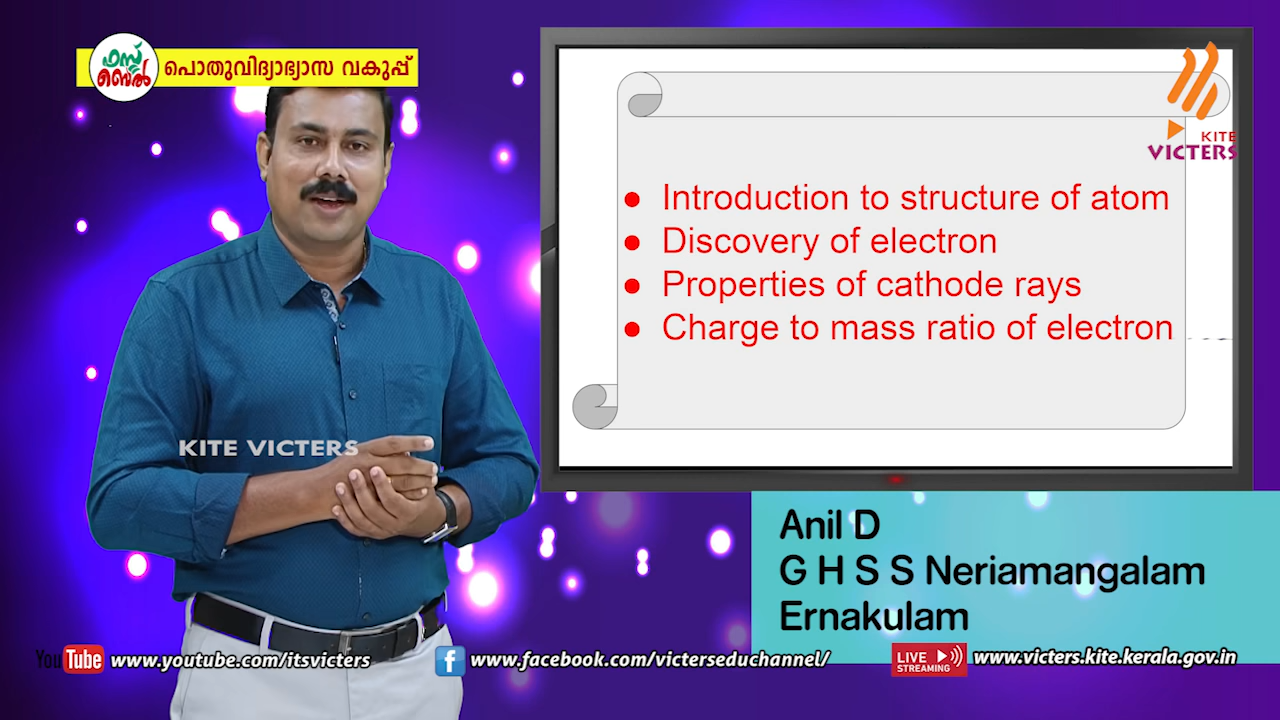 ഫസ്റ്റ്
ബെൽ
പൊതുവിദ്യാഭ്യാസ വകുപ്പ്
KITE
VICTERS
● Introduction to structure of atom
● Discovery of electron
● Properties of cathode rays
● Charge to mass ratio of electron
KITE VICTERS
Anil D
G H S S Neriamangalam
Ernakulam
YouTube www.youtube.com/itsvicters
f www.facebook.com/victerseduchannel/
LIVE
STREAMING
www.victers.kite.kerala.gov.in